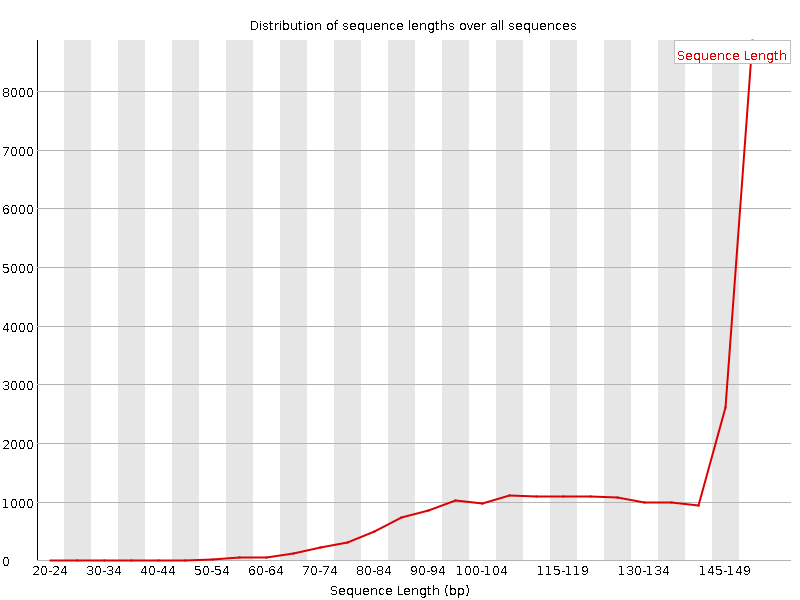 Distribution of sequence lengths over all sequences
Sequence Length
8000
7000
6000
5000
4000
3000
2000
1000
0
20-24 30-34 40-44 50-54 60-64 70-74 80-84 90-94 100-104 115-119 130-134 145-149
Sequence Length (bp)